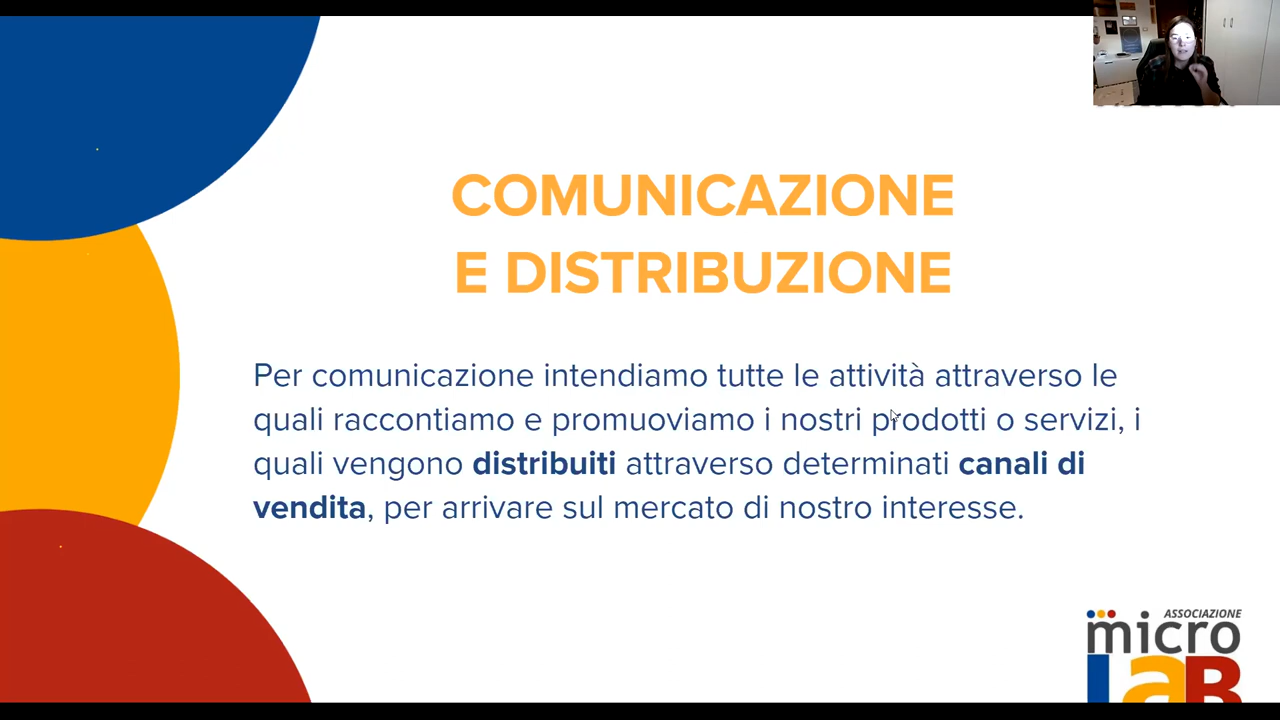 COMUNICAZIONE
E DISTRIBUZIONE
Per comunicazione intendiamo tutte le attività attraverso le
quali raccontiamo e promuoviamo i nostri prodotti o servizi, i
quali vengono distribuiti attraverso determinati canali di
vendita, per arrivare sul mercato di nostro interesse.
ASSOCIAZIONE
micro
LaB